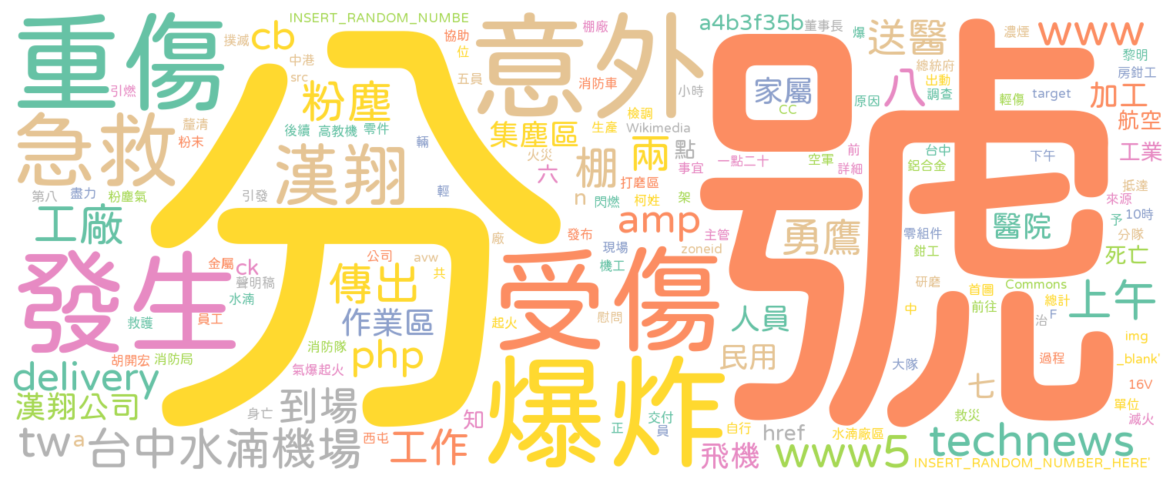 INSERT_RANDOM_NUMBE
重傷
cb
撲滅
協助
位
意外
棚廠
a4b3f35b
董事長
爆
送醫
濃煙
www
黎明
引燃
中港
src
粉塵
五員
消防車
小時
家屬
cc
總統府
出動
八
調查
原因
房鉗工
target
輕傷
加工
急救
釐清
粉末
後續
高教機
零件
集塵區
生產
檢調
Wikimedia
兩
點
航空
漢翔
輛
火災
棚
六
打磨區
事宜
一點二十
空軍
前
詳細
台中
鋁合金
下午
工業
第八
盡力
粉塵氣
引發
輕
n
閃燃
柯姓
架
抵達
來源
10時
予
工廠
分
廠
發布
amp
主管
勇鷹
零組件
醫院
分隊
鉗工
死亡
發生
金屬
ck
聲明稿
公司
avw
共
現場
機工
zoneid
受傷
號
水湳
傳出
研磨
首圖
前往
Commons
總計
F
治
上午
救護
員工
作業區
起火
慰問
人員
中
img
胡開宏
消防局
消防隊
氣爆起火
php
民用
大隊
過程
_blank'
delivery
16V
漢翔公司
身亡
到場
知
爆炸
交付
員
正
自行
七
救災
單位
滅火
tw
a
台中水湳機場
西屯
工作
飛機
href
水湳廠區
www5
technews
INSERT_RANDOM_NUMBER_HERE'